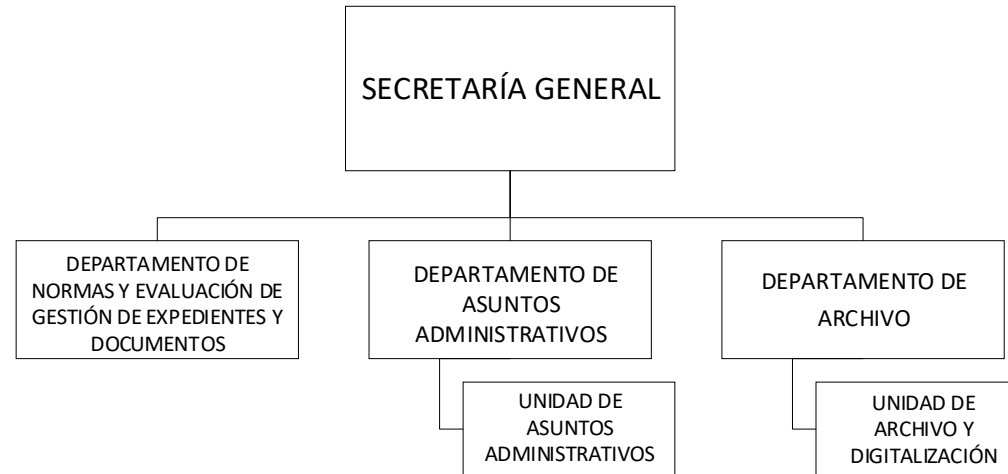 SECRETARÍA GENERAL
DEPARTAMENTO DE
NORMAS Y EVALUACIÓN DE
GESTIÓN DE EXPEDIENTES Y
DOCUMENTOS
DEPARTAMENTO DE
ASUNTOS
ADMINISTRATIVOS
DEPARTAMENTO DE
ARCHIVO
UNIDAD DE
ASUNTOS
ADMINISTRATIVOS
UNIDAD DE
ARCHIVO Y
DIGITALIZACIÓN